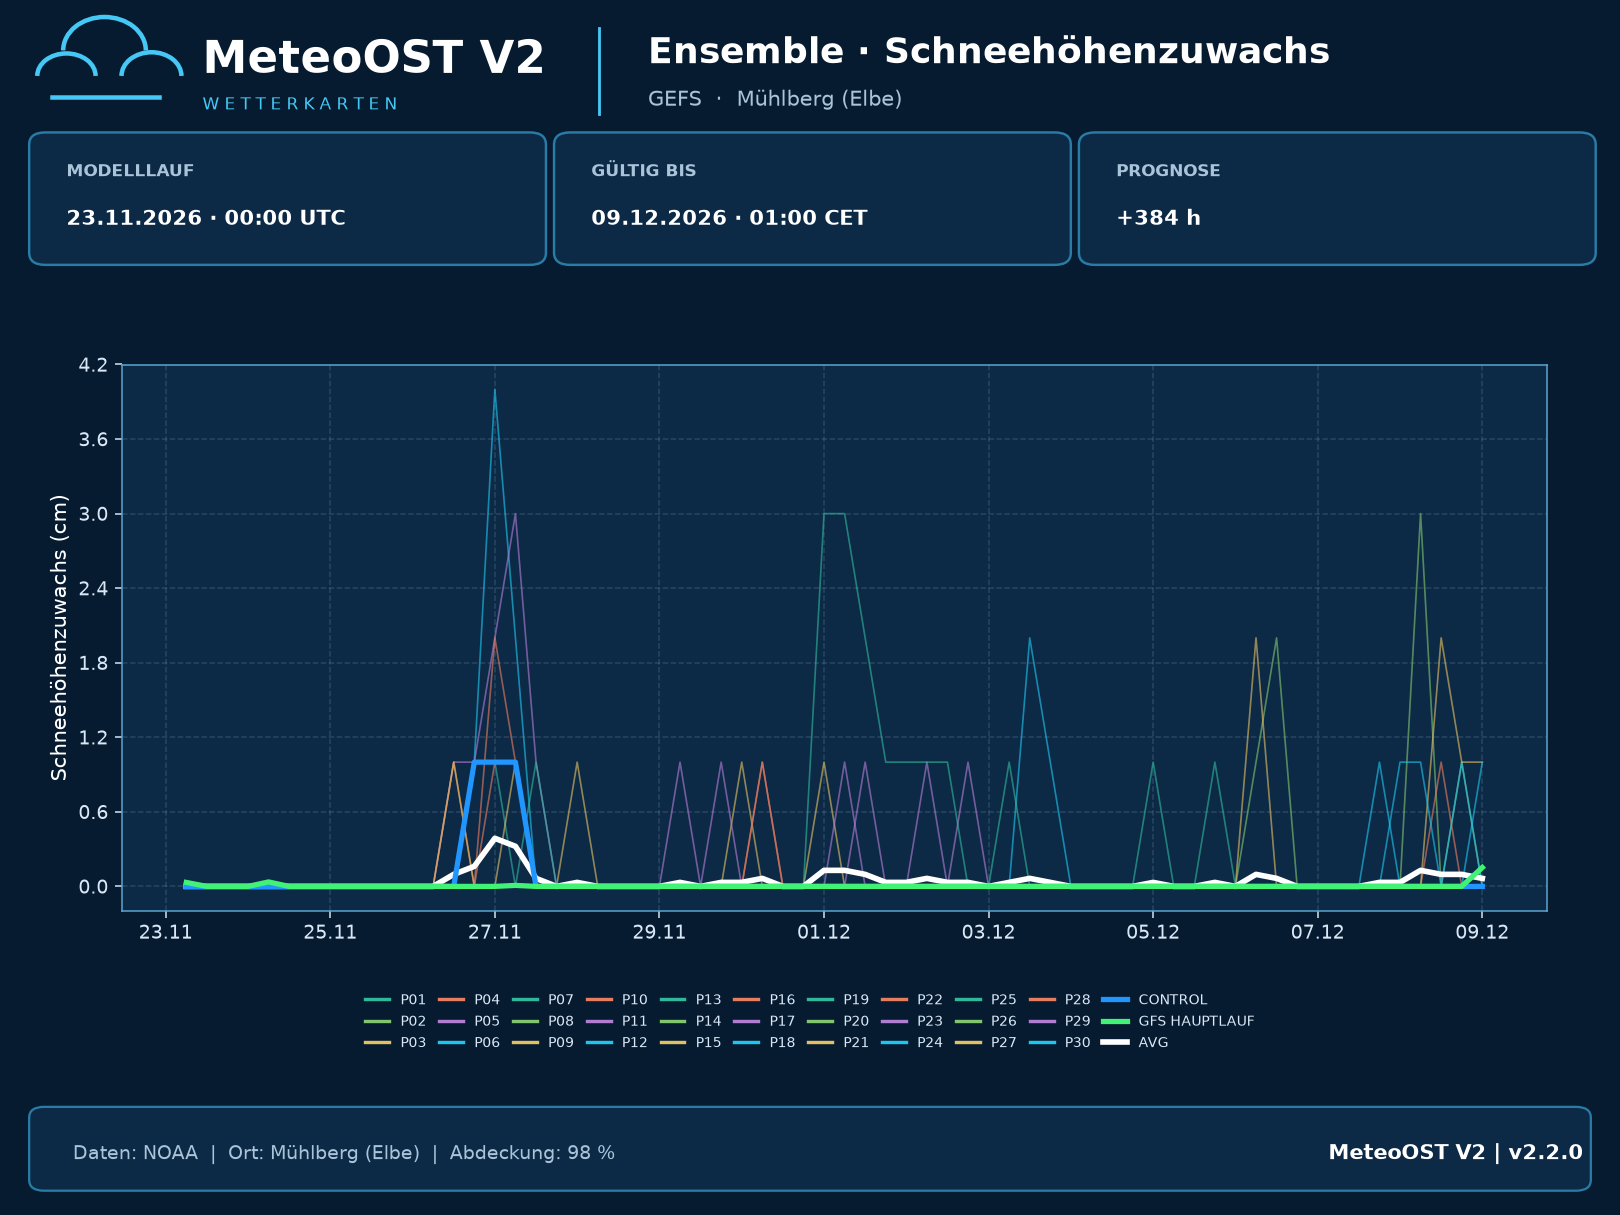 MeteoOST V2
WETTERKARTEN
Ensemble · Schneehöhenzuwachs
GEFS · Mühlberg (Elbe)
MODELLLAUF
23.11.2026 · 00:00 UTC
GÜLTIG BIS
09.12.2026 · 01:00 CET
PROGNOSE
+384 h
Schneehöhenzuwachs (cm)
4.2
3.6
3.0
2.4
1.8
1.2
0.6
0.0
23.11 25.11 27.11 29.11 01.12 03.12 05.12 07.12 09.12
P01 P04 P07 P10 P13 P16 P19 P22 P25 P28 CONTROL
P02 P05 P08 P11 P14 P17 P20 P23 P26 P29 GFS HAUPTLAUF
P03 P06 P09 P12 P15 P18 P21 P24 P27 P30 AVG
Daten: NOAA | Ort: Mühlberg (Elbe) | Abdeckung: 98 %
MeteoOST V2 | v2.2.0